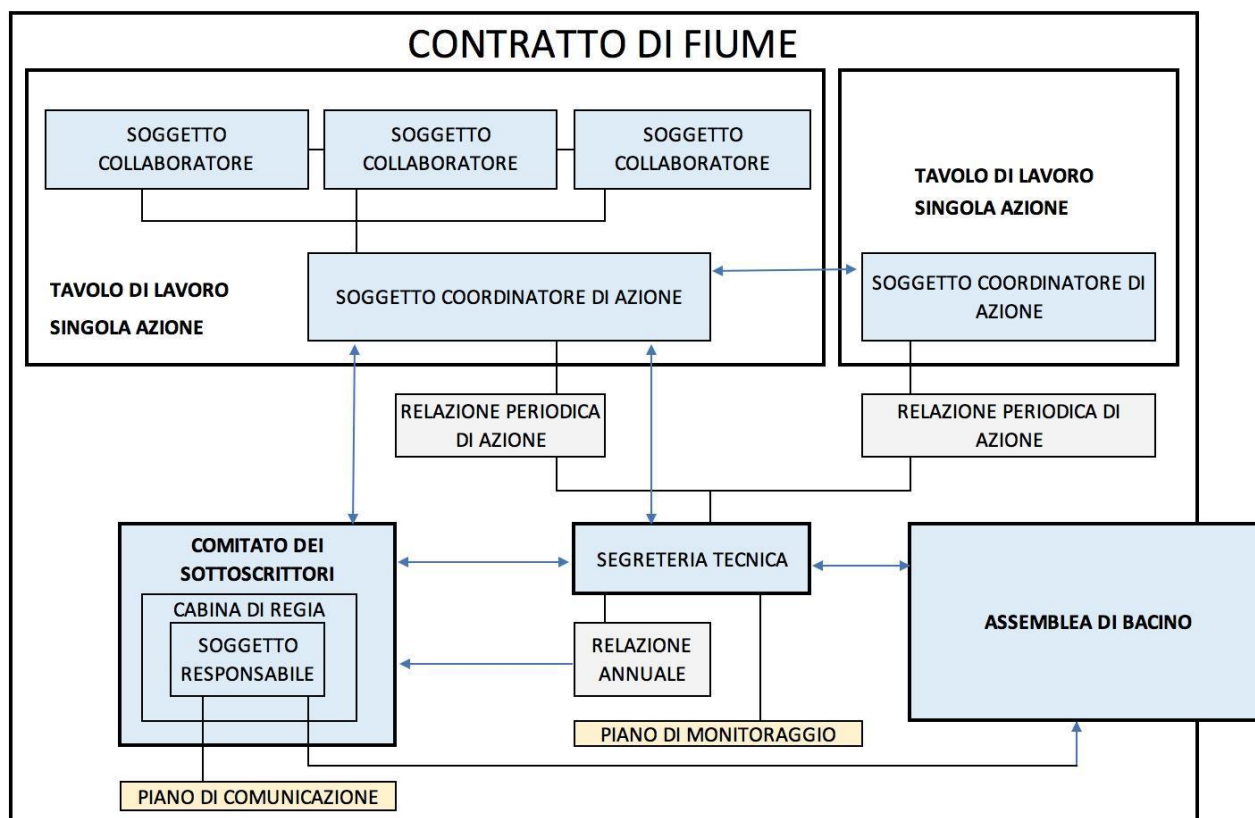 CONTRATTO DI FIUME
SOGGETTO
COLLABORATORE
SOGGETTO
COLLABORATORE
SOGGETTO
COLLABORATORE
TAVOLO DI LAVORO
SINGOLA AZIONE
SOGGETTO COORDINATORE DI AZIONE
TAVOLO DI LAVORO
SINGOLA AZIONE
SOGGETTO COORDINATORE DI
AZIONE
RELAZIONE PERIODICA
DI AZIONE
RELAZIONE PERIODICA DI
AZIONE
COMITATO DEI
SOTTOSCRITTORI
CABINA DI REGIA
SOGGETTO
RESPONSABILE
SEGRETERIA TECNICA
RELAZIONE
ANNUALE
ASSEMBLEA DI BACINO
PIANO DI MONITORAGGIO
PIANO DI COMUNICAZIONE